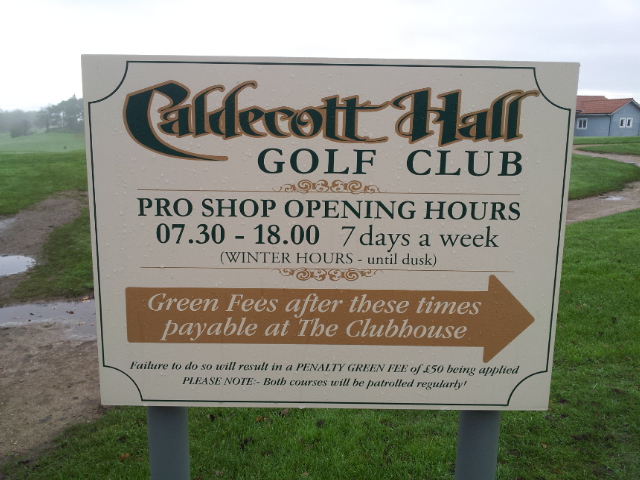 Caldecott Hall
GOLF CLUB
PRO SHOP OPENING HOURS
07.30 - 18.00 7 days a week
(WINTER HOURS - until dusk)
Green Fees after these times
payable at The Clubhouse
Failure to do so will result in a PENALTY GREEN FEE of £50 being applied
PLEASE NOTE:- Both courses will be patrolled regularly!